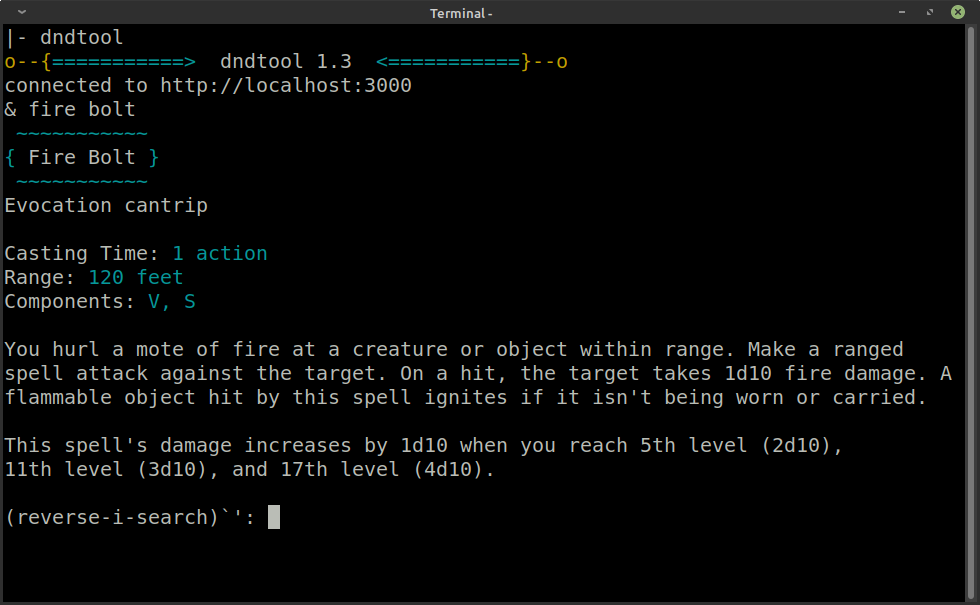 Terminal -
|- dndtool
o--{===========>  dndtool 1.3  <===========}--o
connected to http://localhost:3000
& fire bolt
~~~~~~~~~~~
{ Fire Bolt }
~~~~~~~~~~~
Evocation cantrip
Casting Time: 1 action
Range: 120 feet
Components: V, S
You hurl a mote of fire at a creature or object within range. Make a ranged
spell attack against the target. On a hit, the target takes 1d10 fire damage. A
flammable object hit by this spell ignites if it isn't being worn or carried.
This spell's damage increases by 1d10 when you reach 5th level (2d10),
11th level (3d10), and 17th level (4d10).
(reverse-i-search)`':